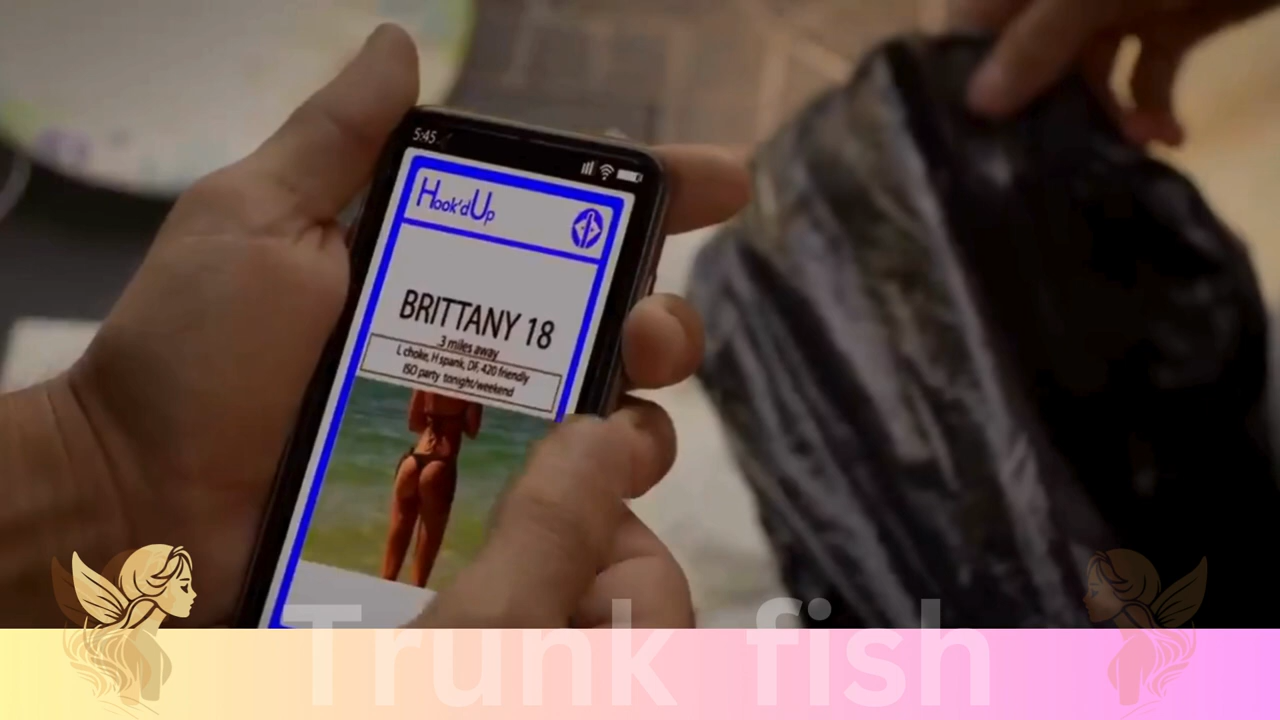 5:45
Hook'dUp
BRITTANY 18
3 miles away
L choke, H spank, DF, 420 friendly
ISO party tonight/weekend
Trunk fish